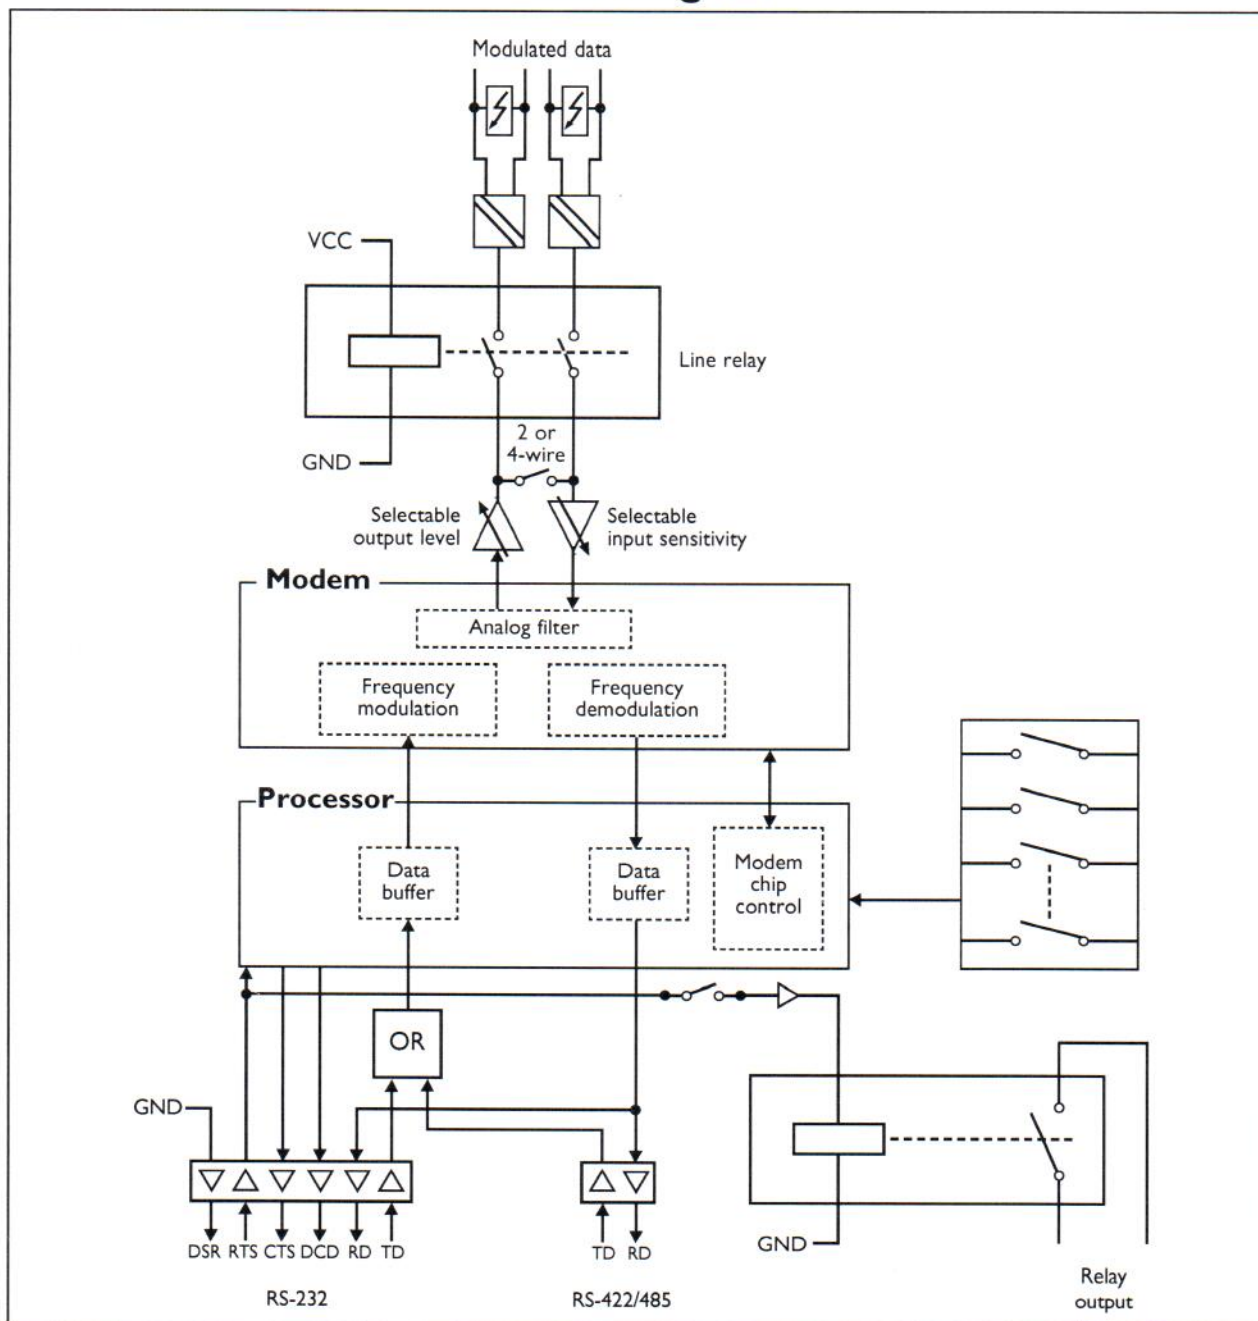 Modulated data
VCC
Line relay
GND
2 or
4-wire
Selectable
output level
Selectable
input sensitivity
Modem
Analog filter
Frequency
modulation
Frequency
demodulation
Processor
Data
buffer
Data
buffer
Modem
chip
control
OR
GND
DSR RTS CTS DCD RD TD
TD RD
GND
RS-232
RS-422/485
Relay
output